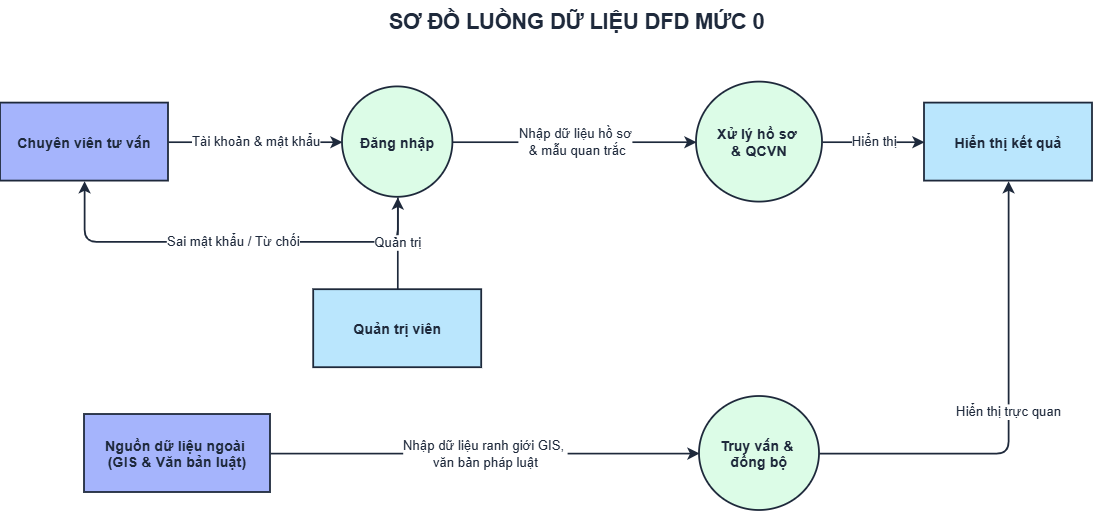 SƠ ĐỒ LUỒNG DỮ LIỆU DFD MỨC 0
Chuyên viên tư vấn
Tài khoản & mật khẩu
Đăng nhập
Nhập dữ liệu hồ sơ
& mẫu quan trắc
Xử lý hồ sơ
& QCVN
Hiển thị
Hiển thị kết quả
Sai mật khẩu / Từ chối
Quản trị
Quản trị viên
Hiển thị trực quan
Nguồn dữ liệu ngoài
(GIS & Văn bản luật)
Nhập dữ liệu ranh giới GIS,
văn bản pháp luật
Truy vấn &
đồng bộ